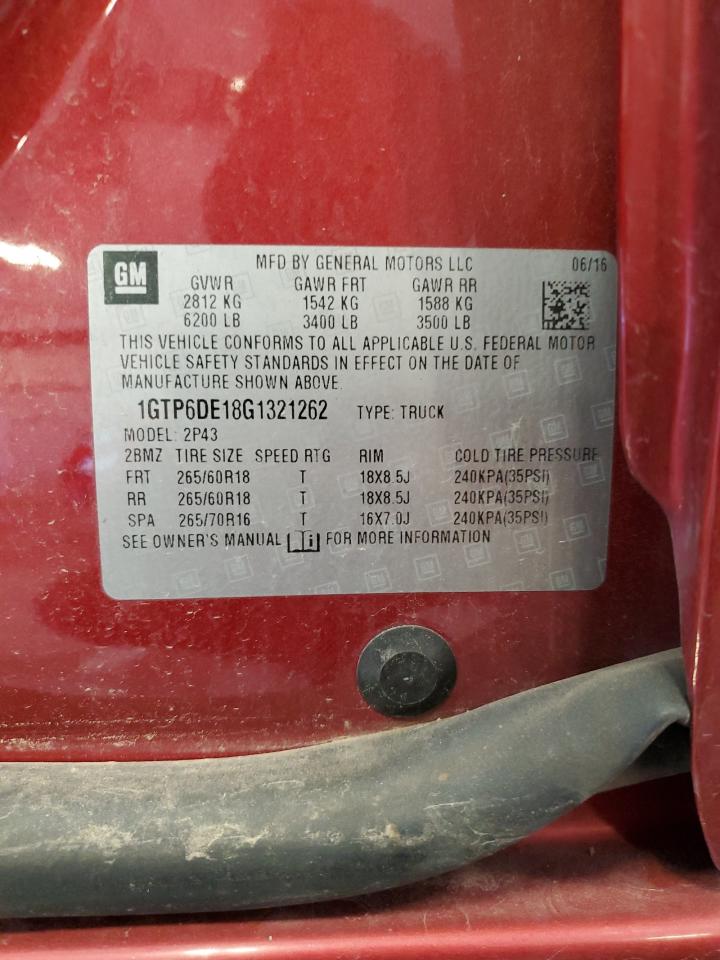 GM MFD BY GENERAL MOTORS LLC 06/16
GVWR GAWR FRT GAWR RR
2812 KG 1542 KG 1588 KG
6200 LB 3400 LB 3500 LB
THIS VEHICLE CONFORMS TO ALL APPLICABLE U.S. FEDERAL MOTOR
VEHICLE SAFETY STANDARDS IN EFFECT ON THE DATE OF
MANUFACTURE SHOWN ABOVE.
1GTP6DE18G1321262 TYPE: TRUCK
MODEL: 2P43
2BMZ TIRE SIZE SPEED RTG RIM COLD TIRE PRESSURE
FRT 265/60R18 T 18X8.5J 240KPA(35PSI)
RR 265/60R18 T 18X8.5J 240KPA(35PSI)
SPA 265/70R16 T 16X7.0J 240KPA(35PSI)
SEE OWNER'S MANUAL i FOR MORE INFORMATION